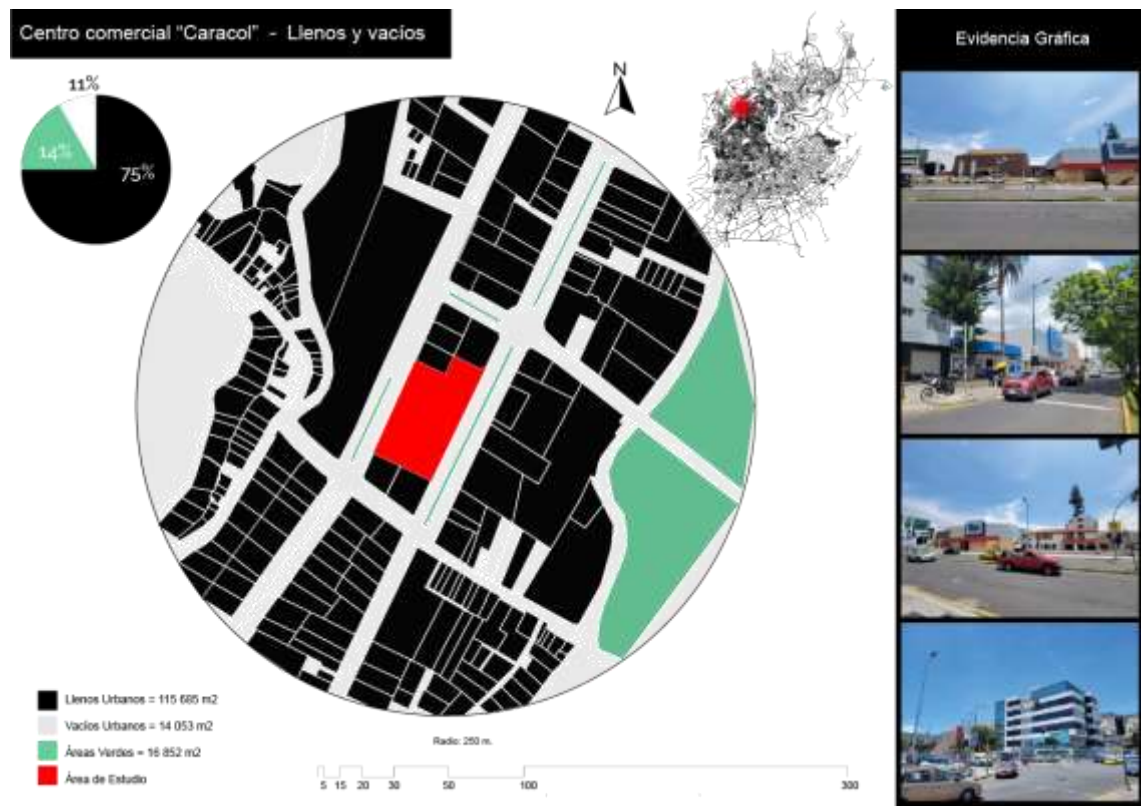 Centro comercial "Caracol" - Llenos y vacíos
11%
14%
75%
N
Evidencia Gráfica
Llenos Urbanos = 115 685 m2
Vacíos Urbanos = 14 053 m2
Áreas Verdes = 16 852 m2
Área de Estudio
Radio: 250 m.
5 15 20 30 50 100 300